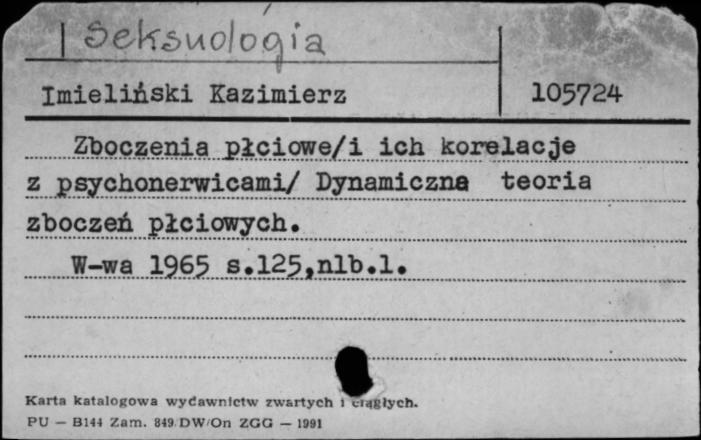 Seksuologia
Imieliński Kazimierz 105724
Zboczenia płciowe/i ich korelacje
z psychonerwicami/ Dynamiczna teoria
zboczeń płciowych.
W-wa 1965 s.125,nlb.1.
Karta katalogowa wydawnictw zwartych i ciągłych.
PU — B144 Zam. 849/DW/On ZGG — 1991